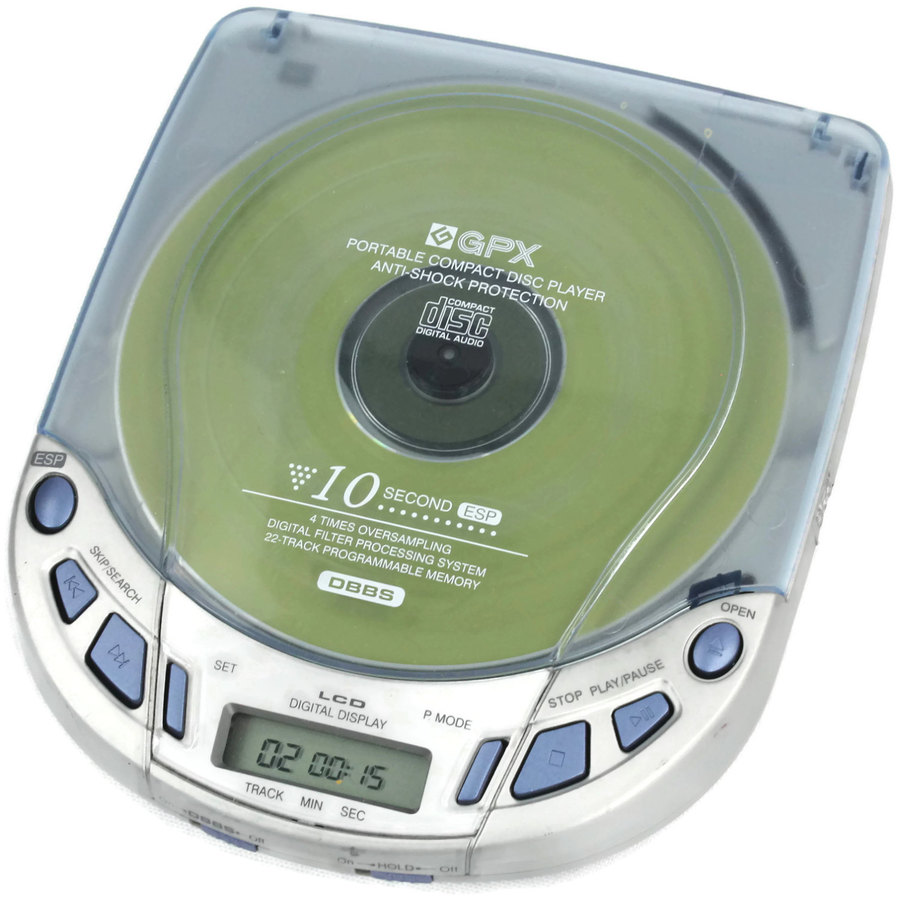 GPX
PORTABLE COMPACT DISC PLAYER
ANTI-SHOCK PROTECTION
COMPACT
disc
DIGITAL AUDIO
10 SECOND ESP
4 TIMES OVERSAMPLING
DIGITAL FILTER PROCESSING SYSTEM
22-TRACK PROGRAMMABLE MEMORY
DBBS
ESP
SKIP/SEARCH
OPEN
STOP PLAY/PAUSE
SET
LCD
DIGITAL DISPLAY
P MODE
02 00:15
TRACK MIN SEC
DBBS Off
On HOLD Off